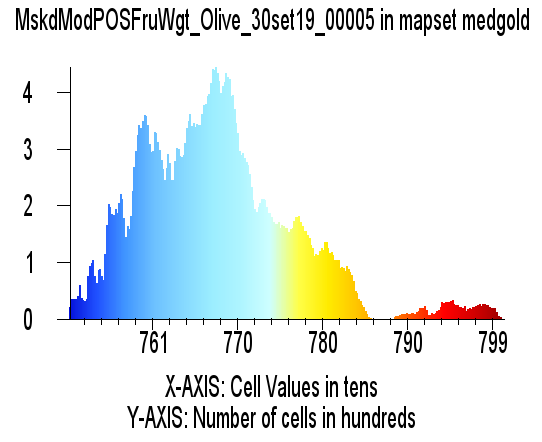 MskdModPOSFruWgt_Olive_30set19_00005 in mapset medgold
4
3
2
1
0
761 770 780 790 799
X-AXIS: Cell Values in tens
Y-AXIS: Number of cells in hundreds